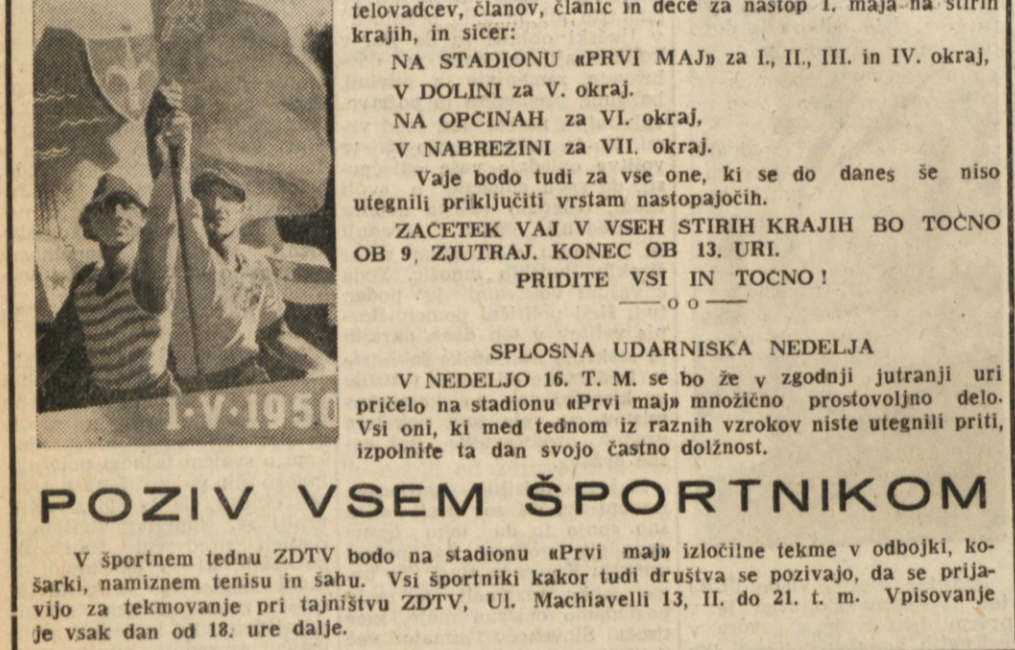 telovadcev, članov, članic in dece za nastop 1. maja na štirih
krajih, in sicer:
NA STADIONU «PRVI MAJ» za I., II., III. in IV. okraj,
V DOLINI za V. okraj.
NA OPČINAH za VI. okraj,
V NABREZINI za VII. okraj.
Vaje bodo tudi za vse one, ki se do danes še niso
utegnili priključiti vrstam nastopajočih.
ZACETEK VAJ V VSEH STIRIH KRAJIH BO TOČNO
OB 9, ZJUTRAJ. KONEC OB 13. URI.
PRIDITE VSI IN TOCNO!
—— o o ——
SPLOSNA UDARNISKA NEDELJA
V NEDELJO 16. T. M. se bo že v zgodnji jutranji uri
pričelo na stadionu «Prvi maj» množično prostovoljno delo.
Vsi oni, ki med tednom iz raznih vzrokov niste utegnili priti,
izpolnite ta dan svojo častno dolžnost.
1·V·1950
POZIV VSEM ŠPORTNIKOM
V športnem tednu ZDTV bodo na stadionu «Prvi maj» izločilne tekme v odbojki, ko-
šarki, namiznem tenisu in šahu. Vsi športniki kakor tudi društva se pozivajo, da se prija-
vijo za tekmovanje pri tajništvu ZDTV, Ul. Machiavelli 13, II. do 21. t. m. Vpisovanje
je vsak dan od 18. ure dalje.